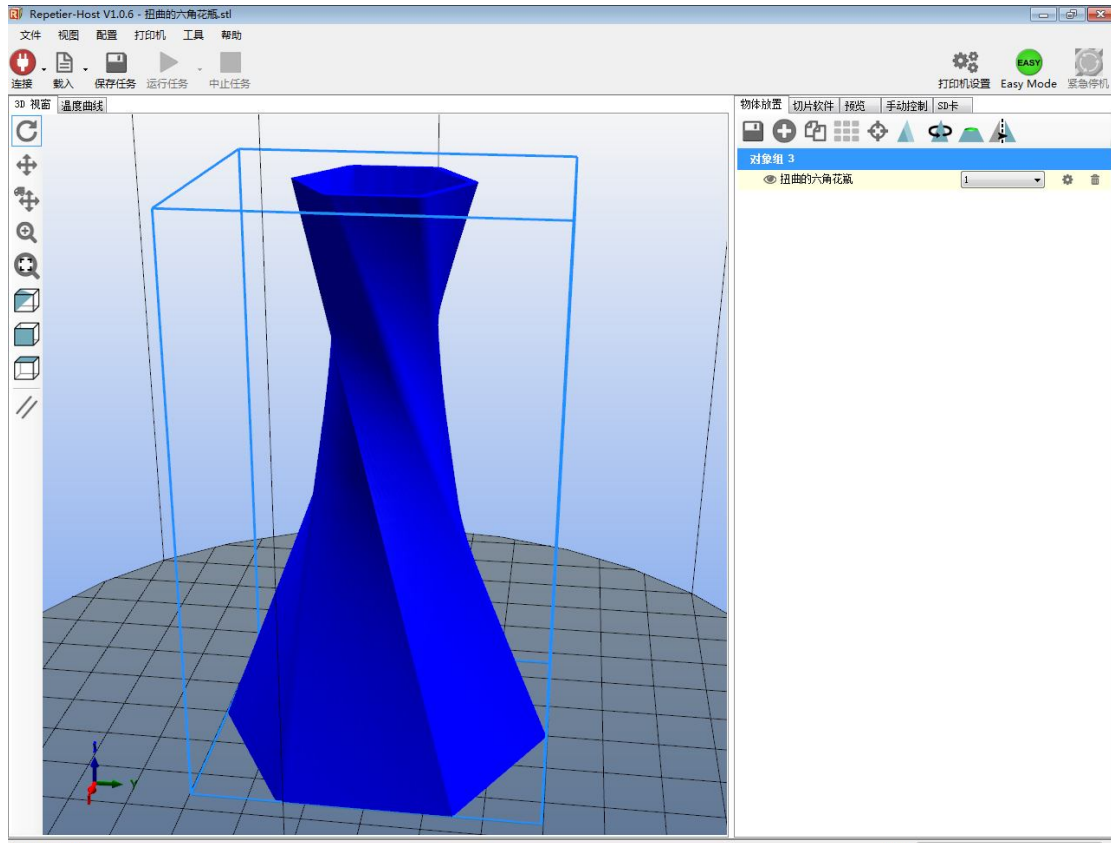 Repetier-Host V1.0.6 - 扭曲的六角花瓶.stl
文件 视图 配置 打印机 工具 帮助
连接 载入 保存任务 运行任务 中止任务 打印机设置 EASY Easy Mode 紧急停机
3D 视窗 温度曲线 物体放置 切片软件 预览 手动控制 SD卡
对象组 3
扭曲的六角花瓶 1
Y